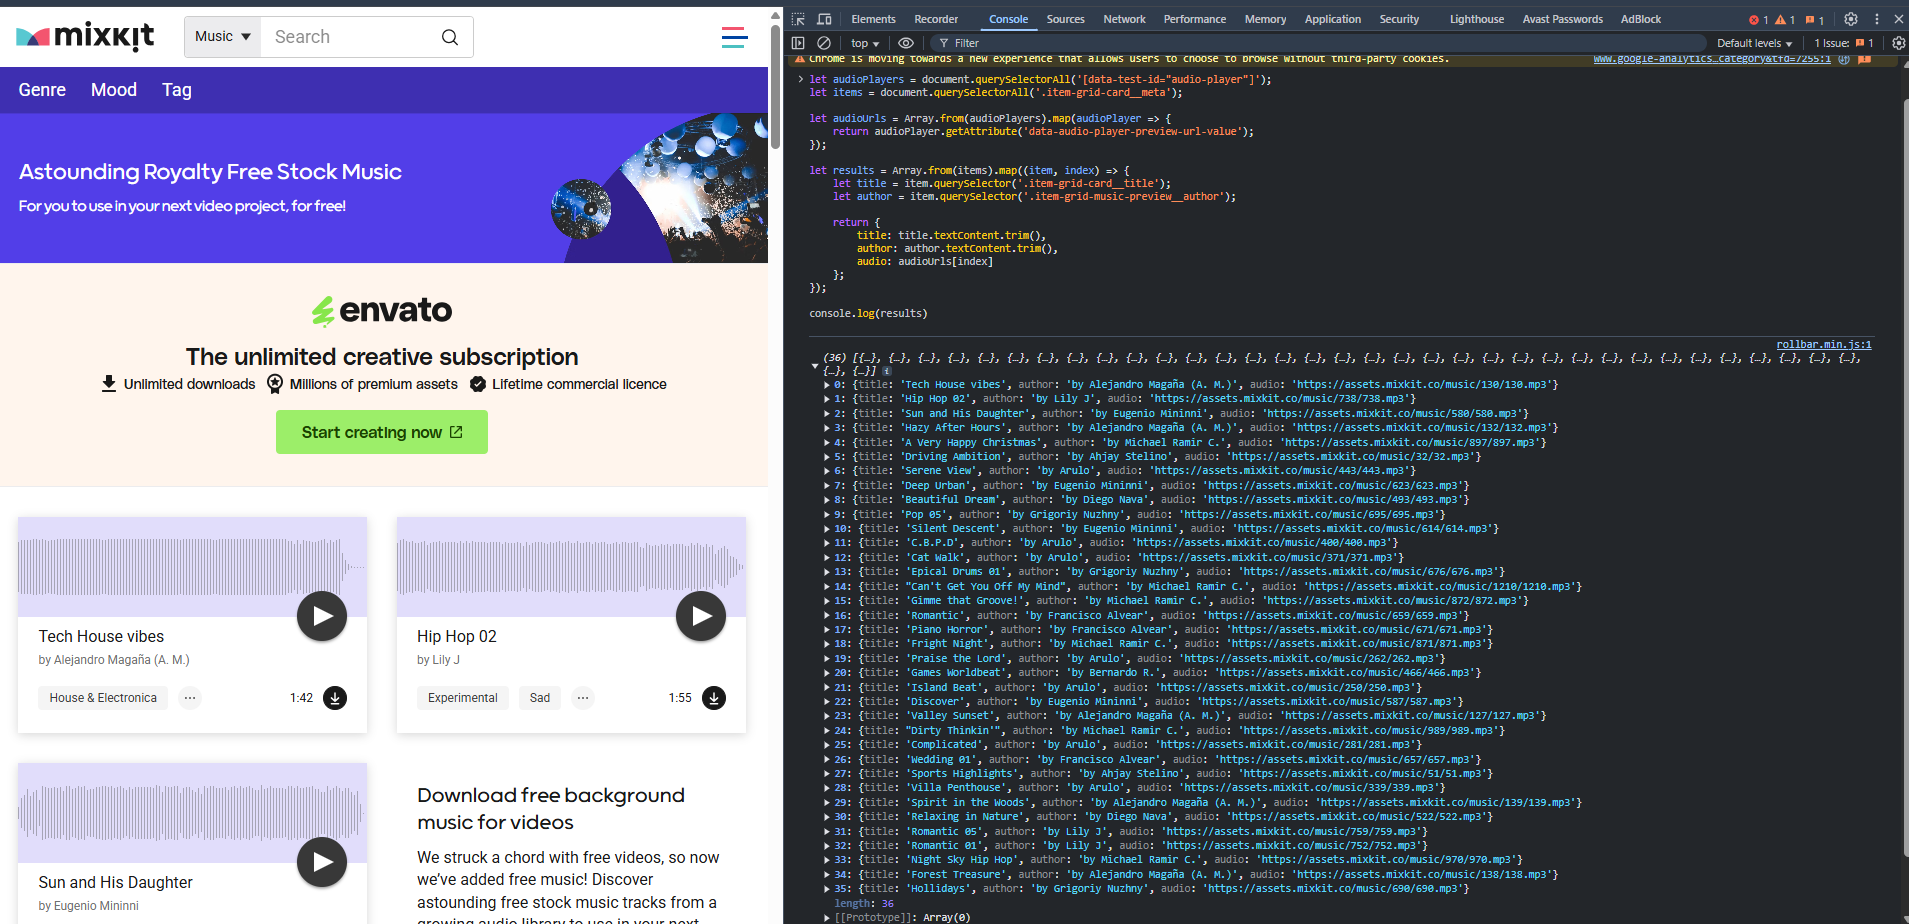 mixkit
Music
Search
Genre Mood Tag
Astounding Royalty Free Stock Music
For you to use in your next video project, for free!
envato
The unlimited creative subscription
Unlimited downloads Millions of premium assets Lifetime commercial licence
Start creating now
Tech House vibes
by Alejandro Magaña (A. M.)
House & Electronica ··· 1:42
Hip Hop 02
by Lily J
Experimental Sad ··· 1:55
Sun and His Daughter
by Eugenio Mininni
Download free background
music for videos
We struck a chord with free videos, so now
we've added free music! Discover
astounding free stock music tracks from a
growing audio library to use in your next
Elements Recorder Console Sources Network Performance Memory Application Security Lighthouse Avast Passwords AdBlock 1 1 1
top Filter Default levels 1 Issue: 1
Chrome is moving towards a new experience that allows users to choose to browse without third-party cookies. www.google-analytics…category&tfd=7255:1
let audioPlayers = document.querySelectorAll('[data-test-id="audio-player"]');
let items = document.querySelectorAll('.item-grid-card__meta');
let audioUrls = Array.from(audioPlayers).map(audioPlayer => {
return audioPlayer.getAttribute('data-audio-player-preview-url-value');
});
let results = Array.from(items).map((item, index) => {
let title = item.querySelector('.item-grid-card__title');
let author = item.querySelector('.item-grid-music-preview__author');
return {
title: title.textContent.trim(),
author: author.textContent.trim(),
audio: audioUrls[index]
};
});
console.log(results)
rollbar.min.js:1
(36) [{…}, {…}, {…}, {…}, {…}, {…}, {…}, {…}, {…}, {…}, {…}, {…}, {…}, {…}, {…}, {…}, {…}, {…}, {…}, {…}, {…}, {…}, {…}, {…}, {…}, {…}, {…}, {…}, {…}, {…}, {…}, {…}, {…}, {…},
{…}, {…}]
0: {title: 'Tech House vibes', author: 'by Alejandro Magaña (A. M.)', audio: 'https://assets.mixkit.co/music/130/130.mp3'}
1: {title: 'Hip Hop 02', author: 'by Lily J', audio: 'https://assets.mixkit.co/music/738/738.mp3'}
2: {title: 'Sun and His Daughter', author: 'by Eugenio Mininni', audio: 'https://assets.mixkit.co/music/580/580.mp3'}
3: {title: 'Hazy After Hours', author: 'by Alejandro Magaña (A. M.)', audio: 'https://assets.mixkit.co/music/132/132.mp3'}
4: {title: 'A Very Happy Christmas', author: 'by Michael Ramir C.', audio: 'https://assets.mixkit.co/music/897/897.mp3'}
5: {title: 'Driving Ambition', author: 'by Ahjay Stelino', audio: 'https://assets.mixkit.co/music/32/32.mp3'}
6: {title: 'Serene View', author: 'by Arulo', audio: 'https://assets.mixkit.co/music/443/443.mp3'}
7: {title: 'Deep Urban', author: 'by Eugenio Mininni', audio: 'https://assets.mixkit.co/music/623/623.mp3'}
8: {title: 'Beautiful Dream', author: 'by Diego Nava', audio: 'https://assets.mixkit.co/music/493/493.mp3'}
9: {title: 'Pop 05', author: 'by Grigoriy Nuzhny', audio: 'https://assets.mixkit.co/music/695/695.mp3'}
10: {title: 'Silent Descent', author: 'by Eugenio Mininni', audio: 'https://assets.mixkit.co/music/614/614.mp3'}
11: {title: 'C.B.P.D', author: 'by Arulo', audio: 'https://assets.mixkit.co/music/400/400.mp3'}
12: {title: 'Cat Walk', author: 'by Arulo', audio: 'https://assets.mixkit.co/music/371/371.mp3'}
13: {title: 'Epical Drums 01', author: 'by Grigoriy Nuzhny', audio: 'https://assets.mixkit.co/music/676/676.mp3'}
14: {title: "Can't Get You Off My Mind", author: 'by Michael Ramir C.', audio: 'https://assets.mixkit.co/music/1210/1210.mp3'}
15: {title: 'Gimme that Groove!', author: 'by Michael Ramir C.', audio: 'https://assets.mixkit.co/music/872/872.mp3'}
16: {title: 'Romantic', author: 'by Francisco Alvear', audio: 'https://assets.mixkit.co/music/659/659.mp3'}
17: {title: 'Piano Horror', author: 'by Francisco Alvear', audio: 'https://assets.mixkit.co/music/671/671.mp3'}
18: {title: 'Fright Night', author: 'by Michael Ramir C.', audio: 'https://assets.mixkit.co/music/871/871.mp3'}
19: {title: 'Praise the Lord', author: 'by Arulo', audio: 'https://assets.mixkit.co/music/262/262.mp3'}
20: {title: 'Games Worldbeat', author: 'by Bernardo R.', audio: 'https://assets.mixkit.co/music/466/466.mp3'}
21: {title: 'Island Beat', author: 'by Arulo', audio: 'https://assets.mixkit.co/music/250/250.mp3'}
22: {title: 'Discover', author: 'by Eugenio Mininni', audio: 'https://assets.mixkit.co/music/587/587.mp3'}
23: {title: 'Valley Sunset', author: 'by Alejandro Magaña (A. M.)', audio: 'https://assets.mixkit.co/music/127/127.mp3'}
24: {title: "Dirty Thinkin'", author: 'by Michael Ramir C.', audio: 'https://assets.mixkit.co/music/989/989.mp3'}
25: {title: 'Complicated', author: 'by Arulo', audio: 'https://assets.mixkit.co/music/281/281.mp3'}
26: {title: 'Wedding 01', author: 'by Francisco Alvear', audio: 'https://assets.mixkit.co/music/657/657.mp3'}
27: {title: 'Sports Highlights', author: 'by Ahjay Stelino', audio: 'https://assets.mixkit.co/music/51/51.mp3'}
28: {title: 'Villa Penthouse', author: 'by Arulo', audio: 'https://assets.mixkit.co/music/339/339.mp3'}
29: {title: 'Spirit in the Woods', author: 'by Alejandro Magaña (A. M.)', audio: 'https://assets.mixkit.co/music/139/139.mp3'}
30: {title: 'Relaxing in Nature', author: 'by Diego Nava', audio: 'https://assets.mixkit.co/music/522/522.mp3'}
31: {title: 'Romantic 05', author: 'by Lily J', audio: 'https://assets.mixkit.co/music/759/759.mp3'}
32: {title: 'Romantic 01', author: 'by Lily J', audio: 'https://assets.mixkit.co/music/752/752.mp3'}
33: {title: 'Night Sky Hip Hop', author: 'by Michael Ramir C.', audio: 'https://assets.mixkit.co/music/970/970.mp3'}
34: {title: 'Forest Treasure', author: 'by Alejandro Magaña (A. M.)', audio: 'https://assets.mixkit.co/music/138/138.mp3'}
35: {title: 'Hollidays', author: 'by Grigoriy Nuzhny', audio: 'https://assets.mixkit.co/music/690/690.mp3'}
length: 36
[[Prototype]]: Array(0)